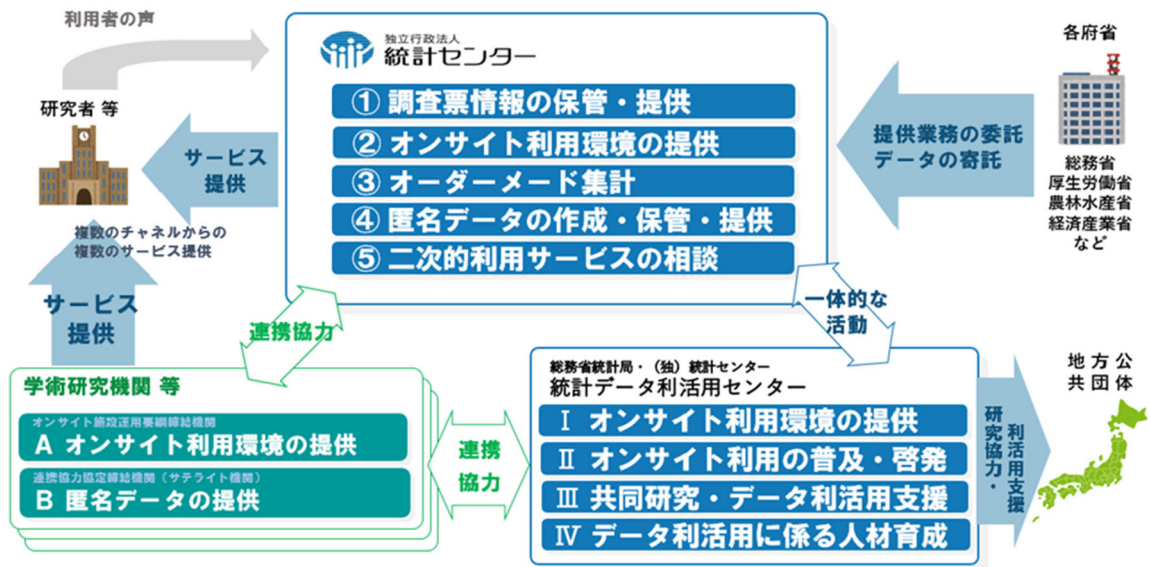 利用者の声
研究者 等
サービス
提供
複数のチャネルからの
複数のサービス提供
サービス
提供
独立行政法人
統計センター
① 調査票情報の保管・提供
② オンサイト利用環境の提供
③ オーダーメード集計
④ 匿名データの作成・保管・提供
⑤ 二次的利用サービスの相談
各府省
提供業務の委託
データの寄託
総務省
厚生労働省
農林水産省
経済産業省
など
連携協力
一体的な
活動
学術研究機関 等
オンサイト施設運用要綱締結機関
A オンサイト利用環境の提供
連携協力協定締結機関(サテライト機関)
B 匿名データの提供
連携
協力
総務省統計局・(独)統計センター
統計データ利活用センター
Ⅰ オンサイト利用環境の提供
Ⅱ オンサイト利用の普及・啓発
Ⅲ 共同研究・データ利活用支援
Ⅳ データ利活用に係る人材育成
研究協力・
利活用支援
地方公
共団体